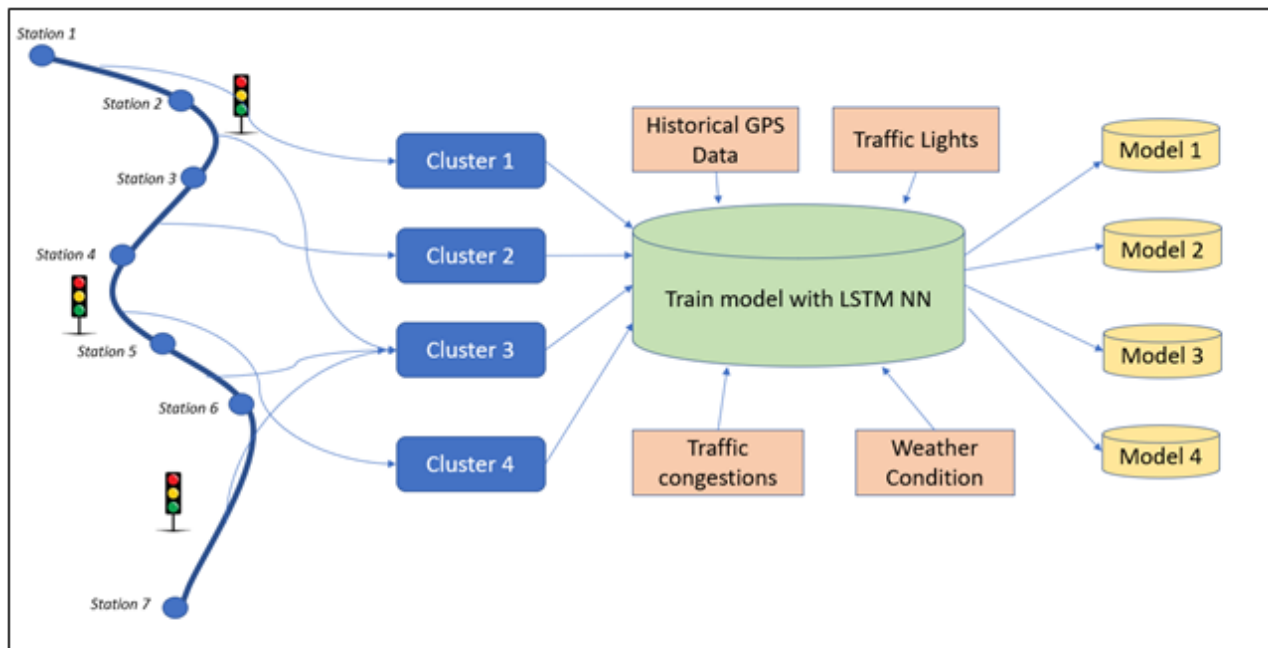 Station 1
Station 2
Station 3
Station 4
Station 5
Station 6
Station 7
Cluster 1
Cluster 2
Cluster 3
Cluster 4
Historical GPS
Data
Traffic Lights
Train model with LSTM NN
Traffic
congestions
Weather
Condition
Model 1
Model 2
Model 3
Model 4